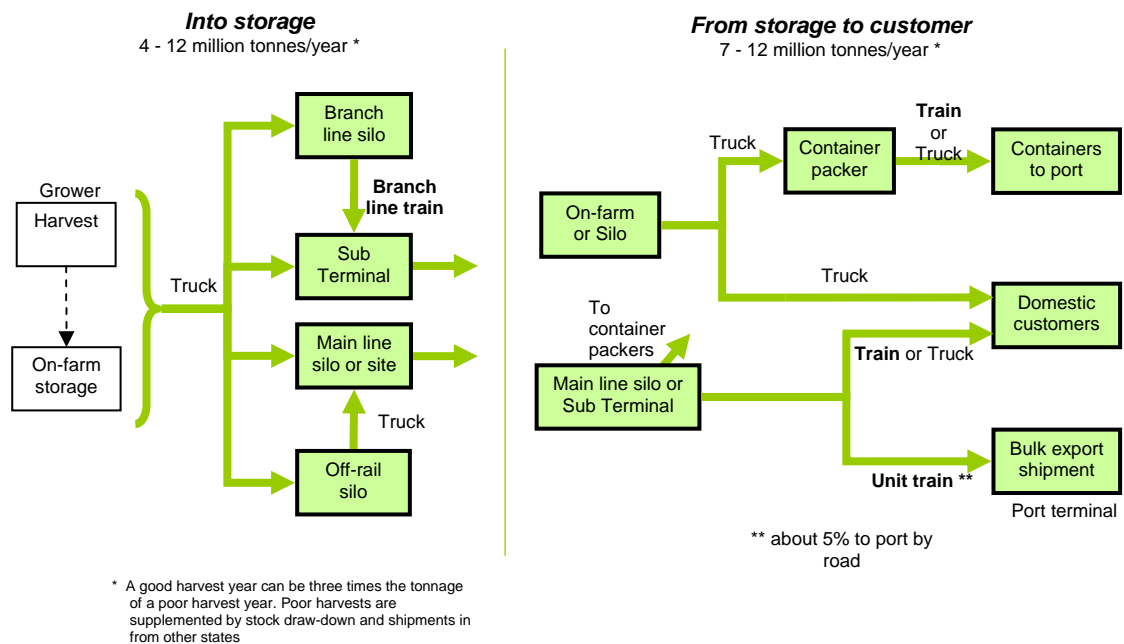 Into storage
4 - 12 million tonnes/year *
Grower
Harvest
On-farm
storage
Truck
Branch
line silo
Branch
line train
Sub
Terminal
Main line
silo or site
Truck
Off-rail
silo
* A good harvest year can be three times the tonnage
of a poor harvest year. Poor harvests are
supplemented by stock draw-down and shipments in
from other states
From storage to customer
7 - 12 million tonnes/year *
On-farm
or Silo
Truck
Container
packer
Train
or
Truck
Containers
to port
Truck
Domestic
customers
To
container
packers
Main line silo or
Sub Terminal
Train or Truck
Unit train **
Bulk export
shipment
Port terminal
** about 5% to port by
road